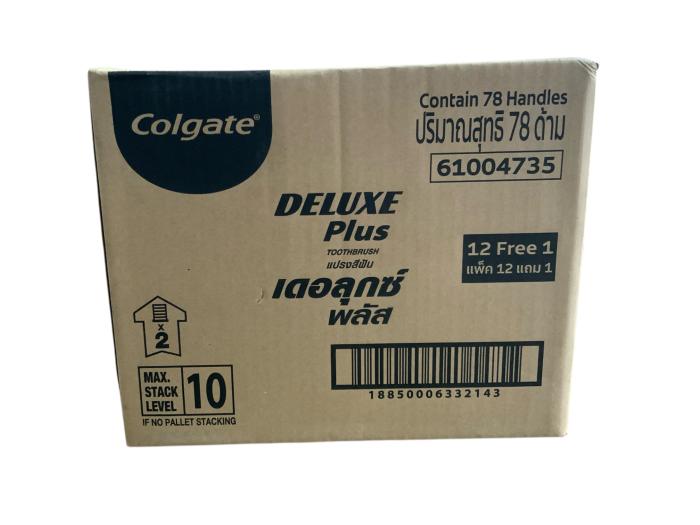 Colgate®
Contain 78 Handles
ปริมาณสุทธิ 78 ด้าม
61004735
DELUXE
Plus
TOOTHBRUSH
แปรงสีฟัน
เดอลุกซ์
พลัส
12 Free 1
แพ็ค 12 แถม 1
x
2
MAX.
STACK
LEVEL
10
IF NO PALLET STACKING
18850006332143